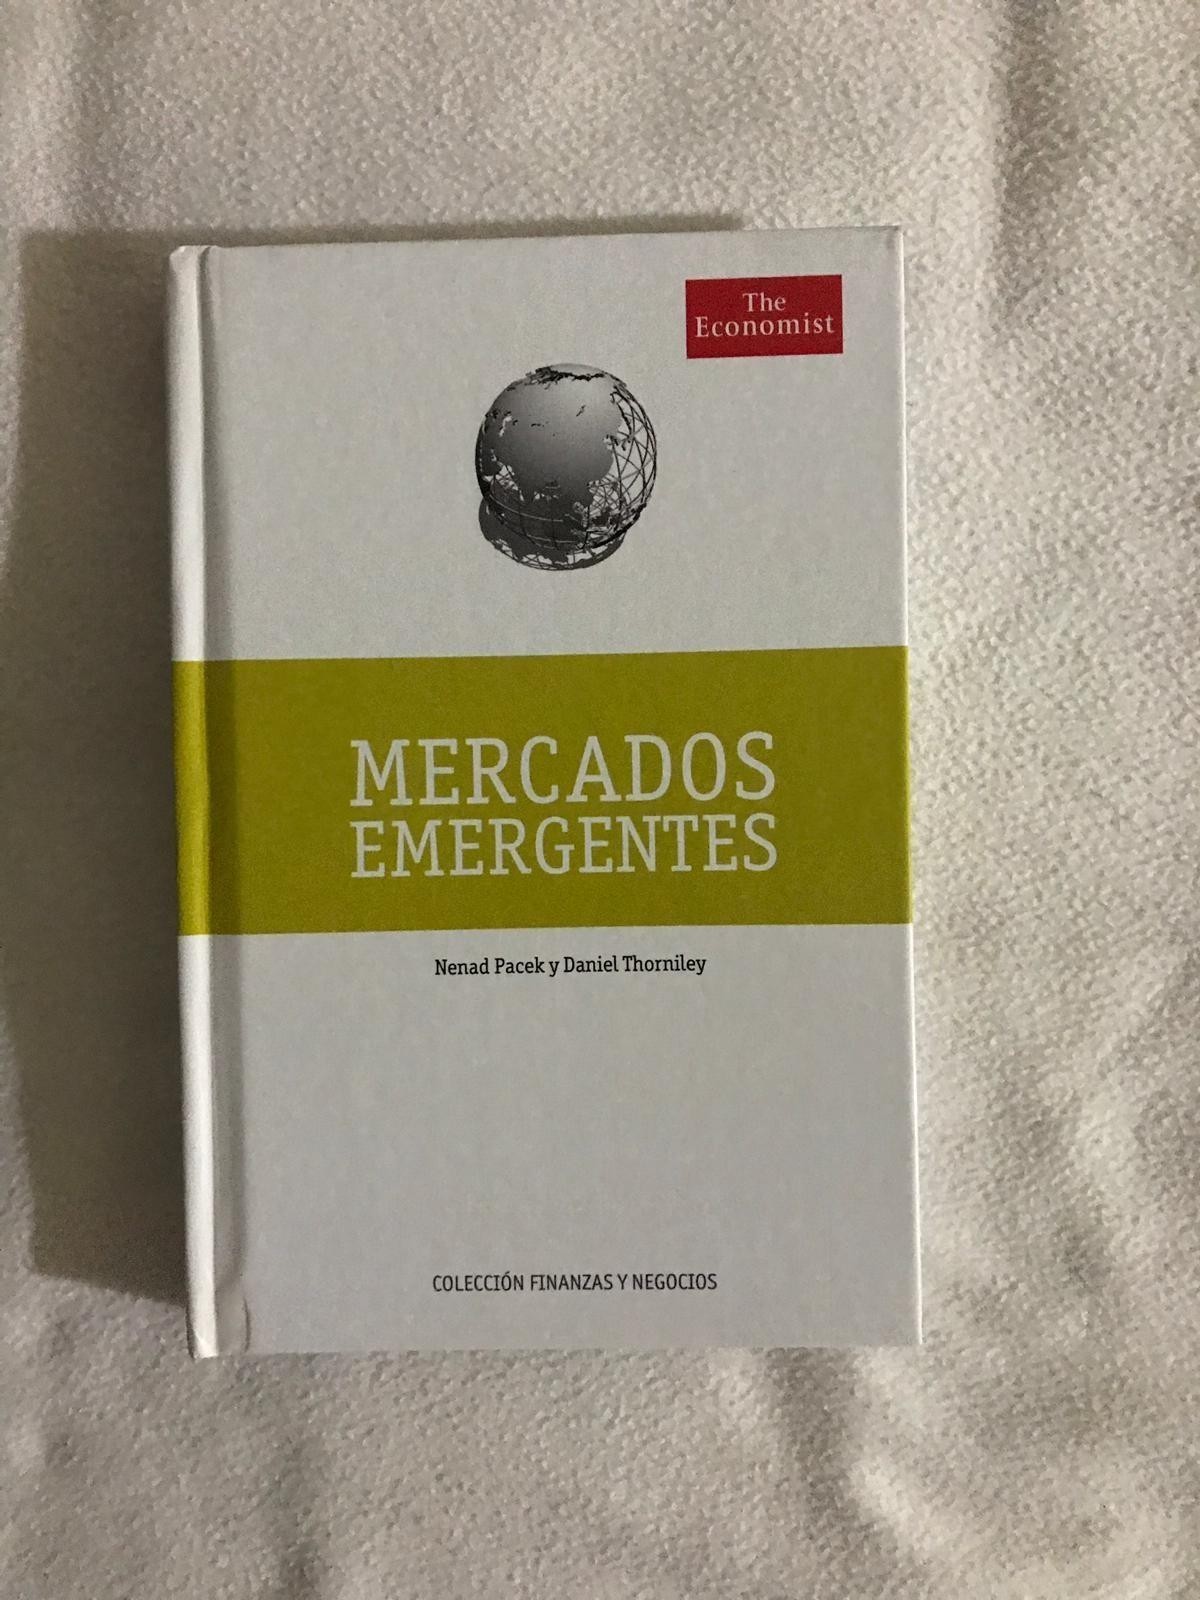 The
Economist
MERCADOS
EMERGENTES
Nenad Pacek y Daniel Thorniley
COLECCIÓN FINANZAS Y NEGOCIOS